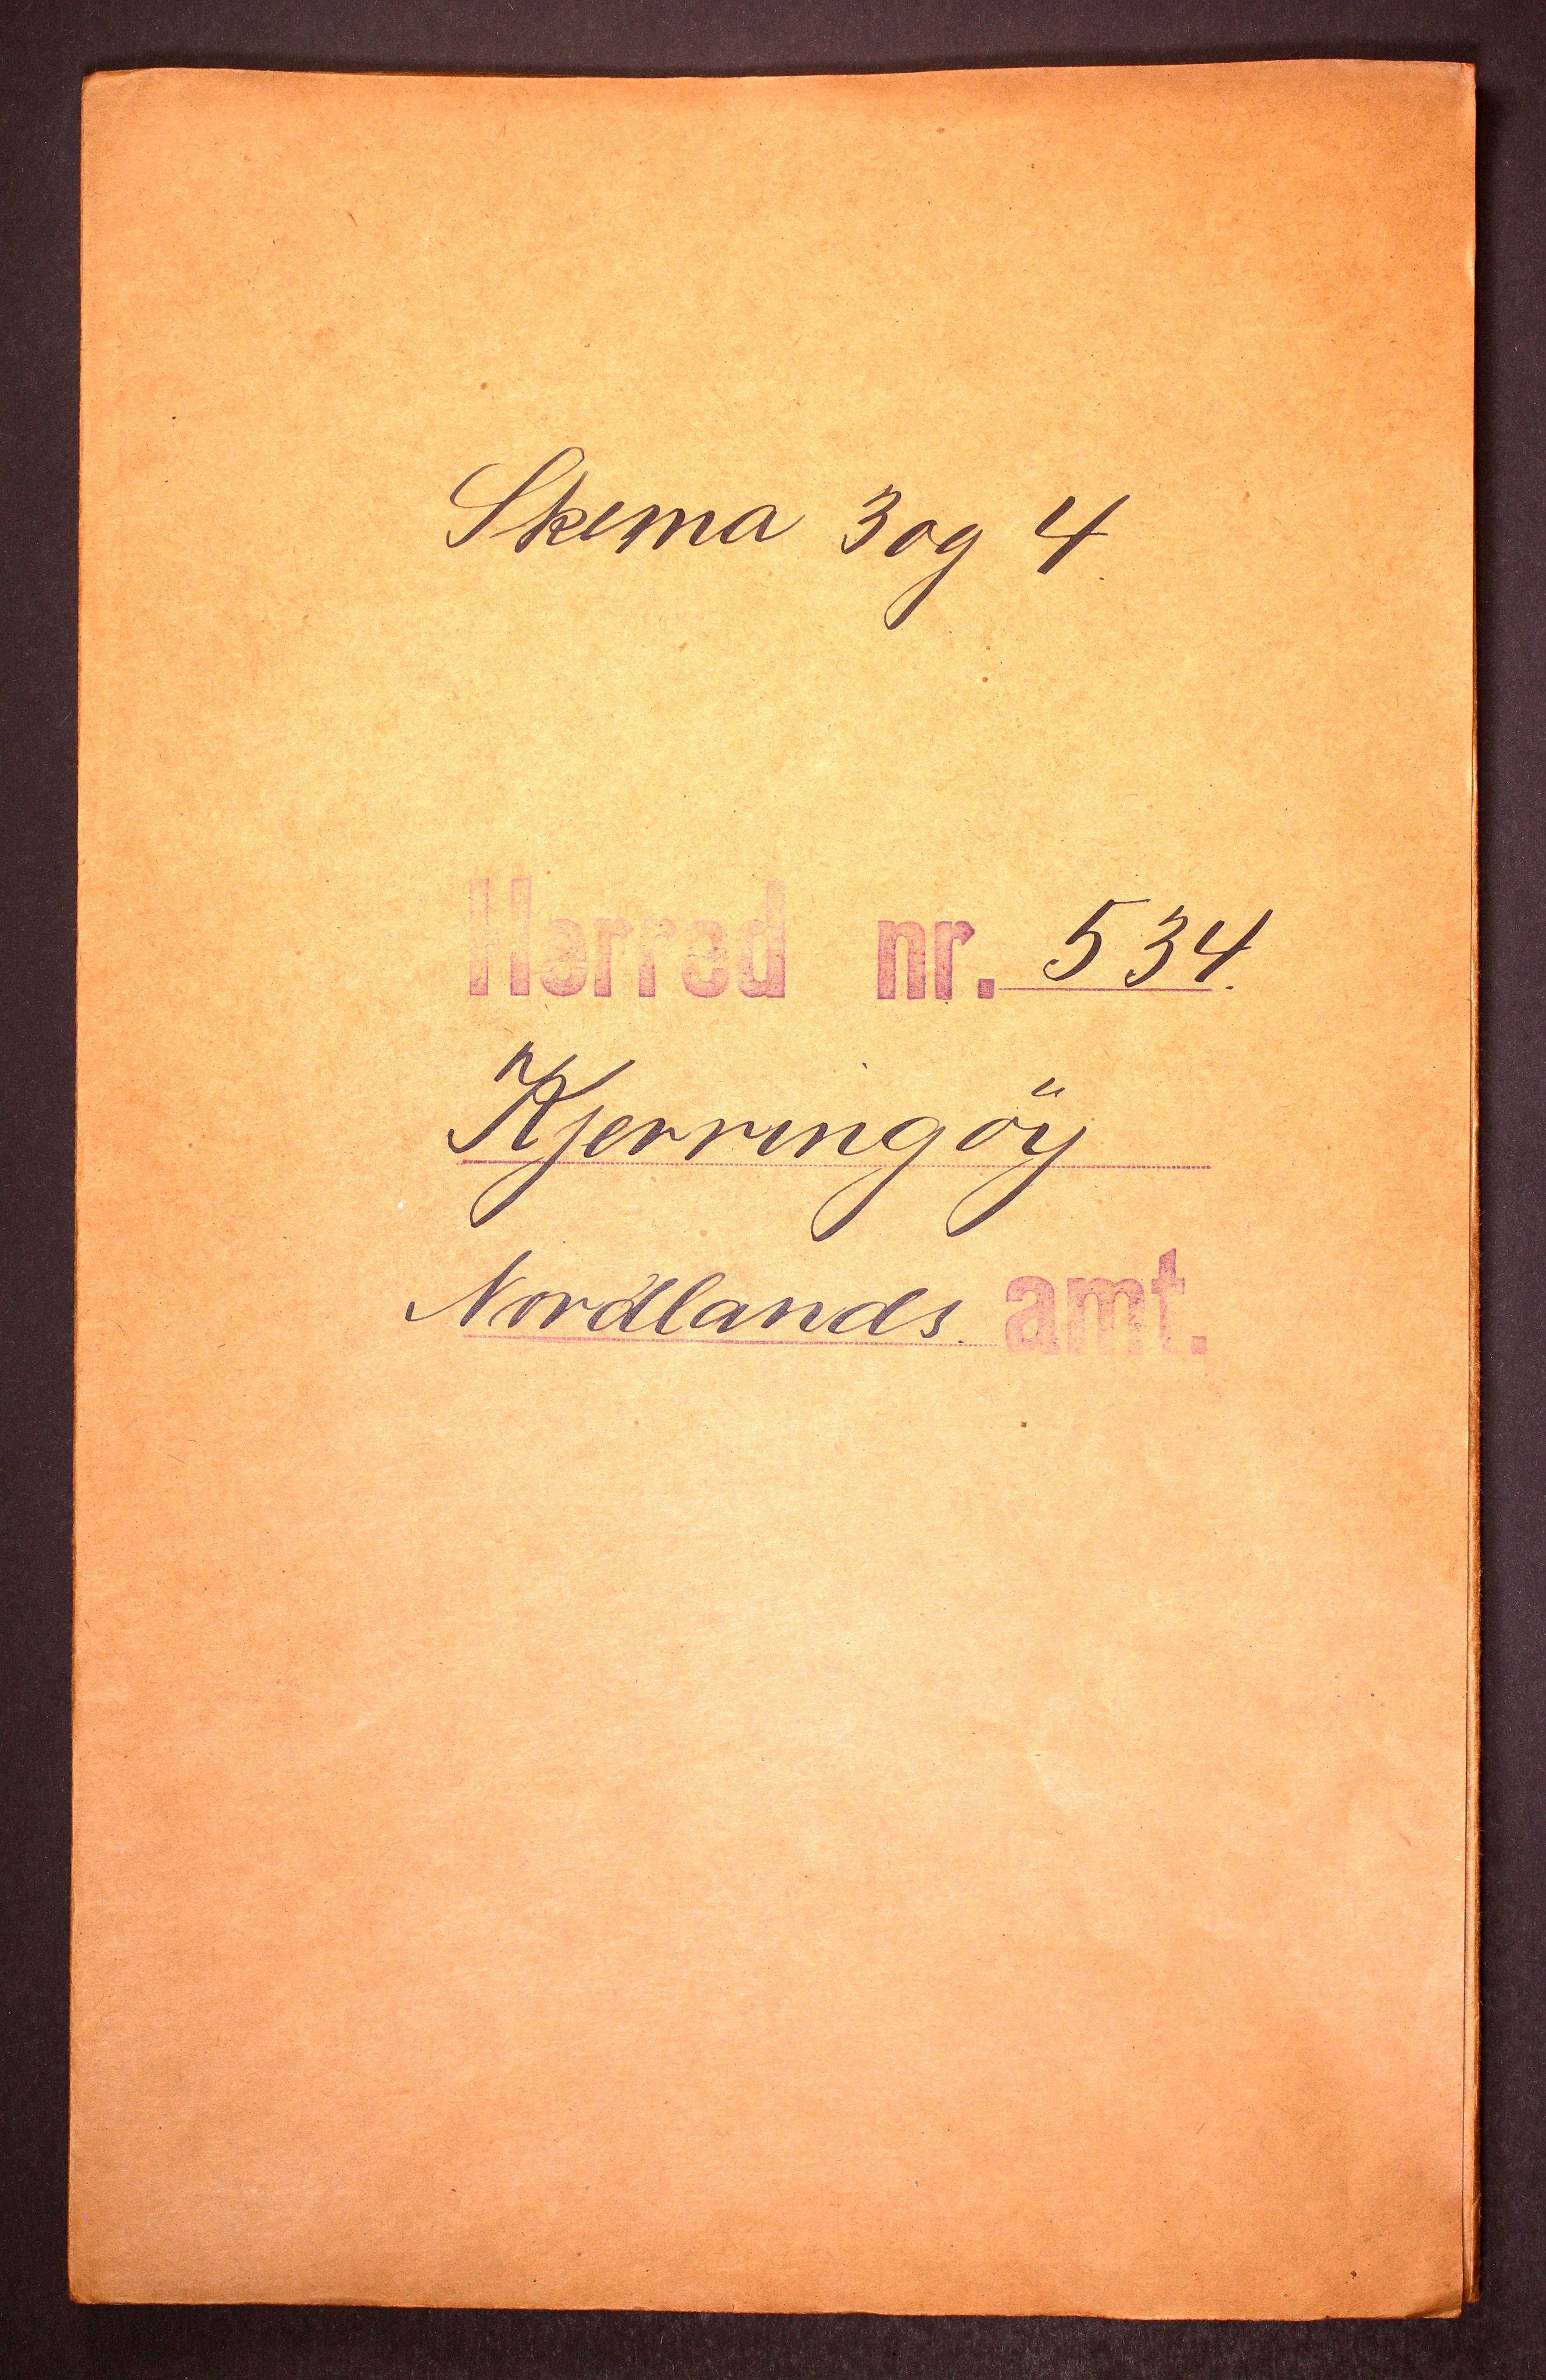 Skema 3 og 4.
Herred nr. 534.
Kjerringöy
Nordlands amt.